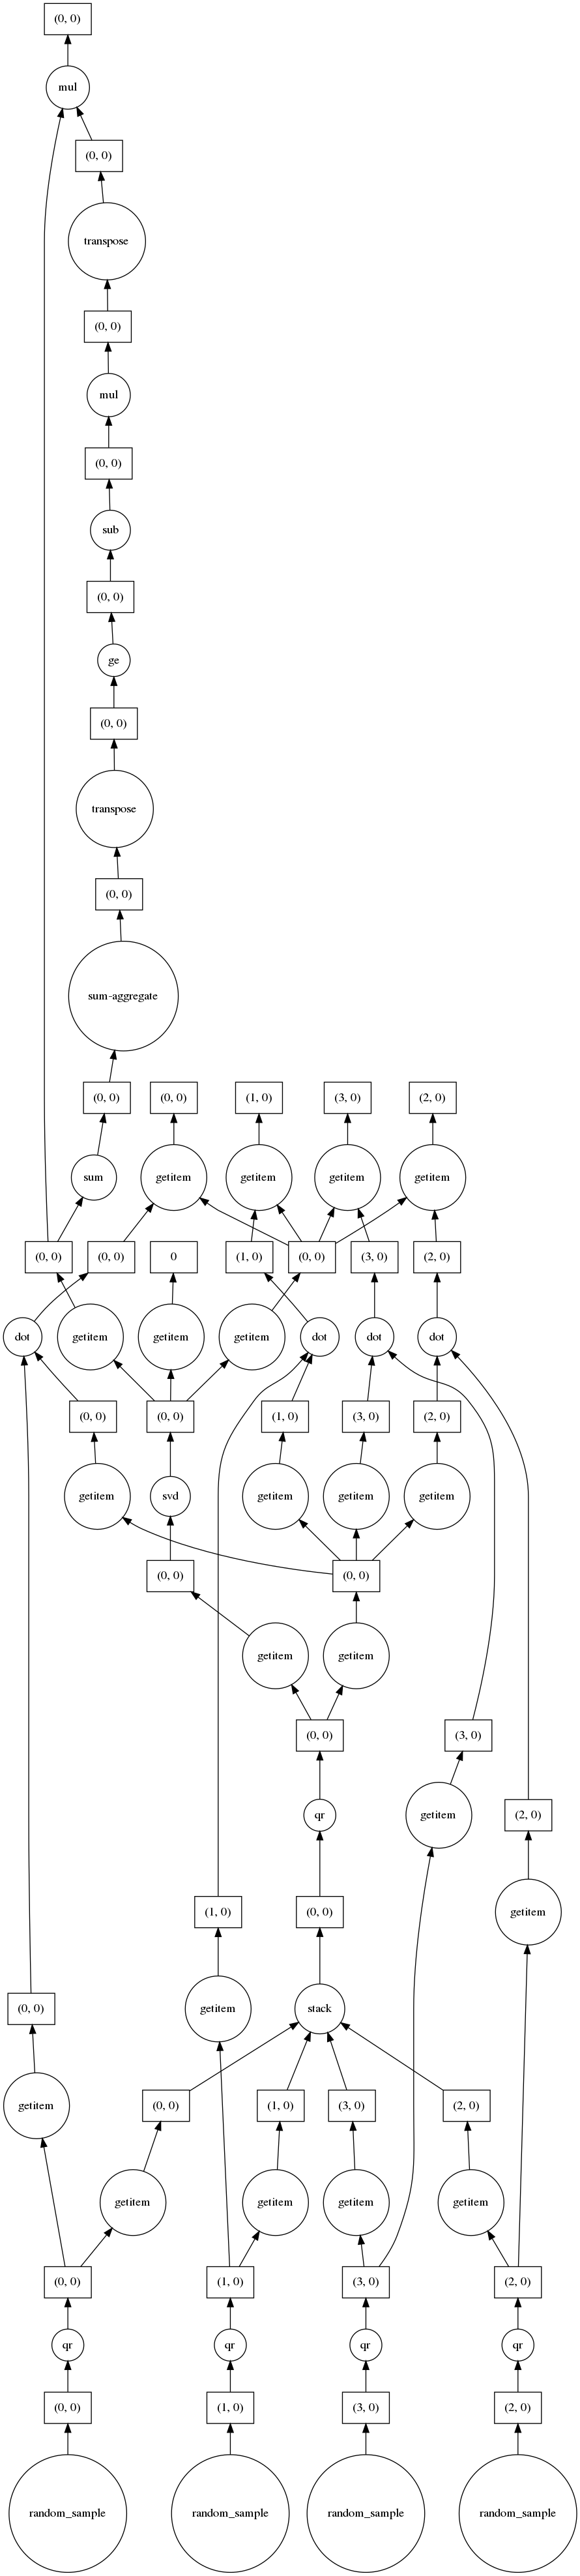 (0, 0)
mul
(0, 0)
transpose
(0, 0)
mul
(0, 0)
sub
(0, 0)
ge
(0, 0)
transpose
(0, 0)
sum-aggregate
(0, 0) (0, 0) (1, 0) (3, 0) (2, 0)
sum getitem getitem getitem getitem
(0, 0) (0, 0) 0 (1, 0) (0, 0) (3, 0) (2, 0)
dot getitem getitem getitem dot dot dot
(0, 0) (0, 0) (1, 0) (3, 0) (2, 0)
getitem svd getitem getitem getitem
(0, 0) (0, 0)
getitem getitem
(0, 0) (3, 0)
qr getitem (2, 0)
(1, 0) (0, 0) getitem
(0, 0) getitem stack
getitem (0, 0) (1, 0) (3, 0) (2, 0)
getitem getitem getitem getitem
(0, 0) (1, 0) (3, 0) (2, 0)
qr qr qr qr
(0, 0) (1, 0) (3, 0) (2, 0)
random_sample random_sample random_sample random_sample